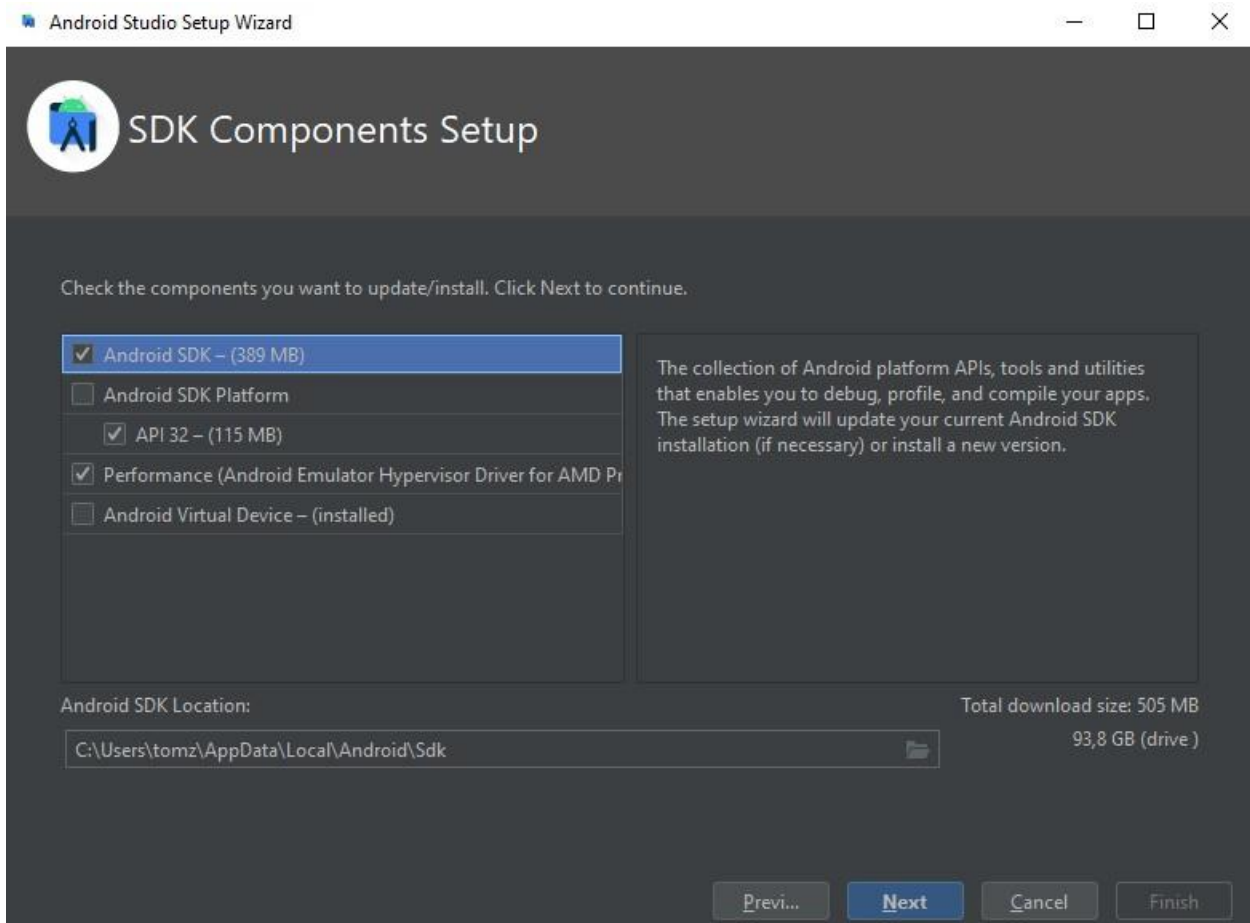 Android Studio Setup Wizard
SDK Components Setup
Check the components you want to update/install. Click Next to continue.
Android SDK – (389 MB)
Android SDK Platform
API 32 – (115 MB)
Performance (Android Emulator Hypervisor Driver for AMD Pr
Android Virtual Device – (installed)
The collection of Android platform APIs, tools and utilities
that enables you to debug, profile, and compile your apps.
The setup wizard will update your current Android SDK
installation (if necessary) or install a new version.
Android SDK Location:
Total download size: 505 MB
C:\Users\tomz\AppData\Local\Android\Sdk
93,8 GB (drive )
Previ... Next Cancel Finish